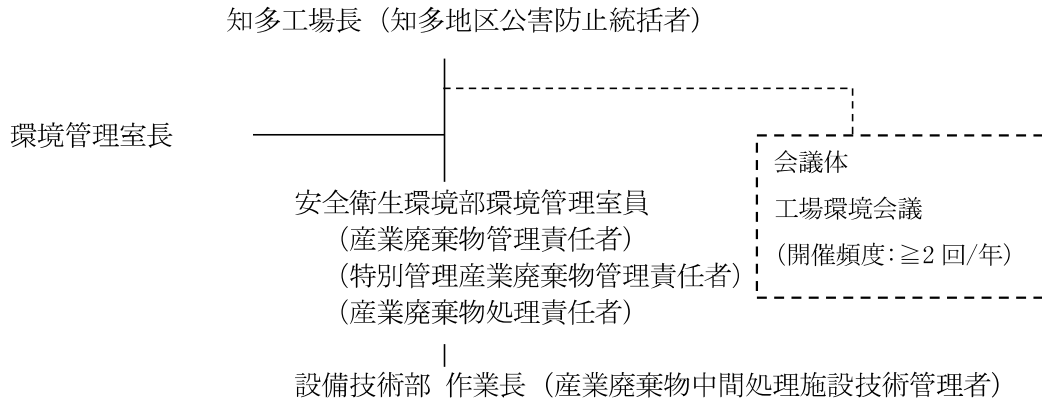 知多工場長（知多地区公害防止統括者）
環境管理室長
会議体
工場環境会議
（開催頻度：≧2 回/年）
安全衛生環境部環境管理室員
（産業廃棄物管理責任者）
（特別管理産業廃棄物管理責任者）
（産業廃棄物処理責任者）
設備技術部 作業長（産業廃棄物中間処理施設技術管理者）